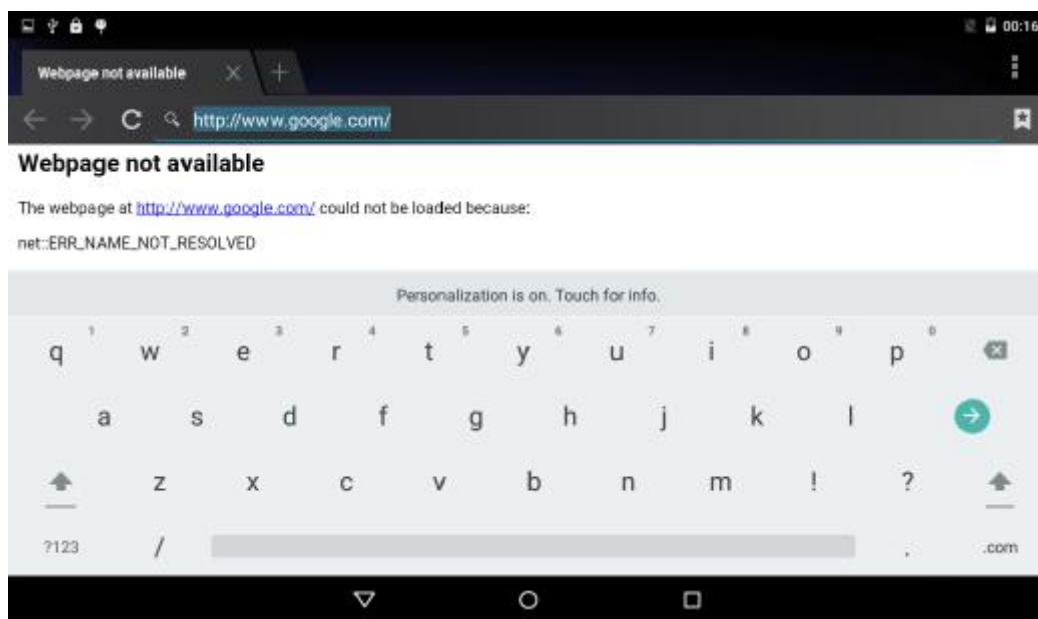 00:16
Webpage not available
http://www.google.com/
Webpage not available
The webpage at http://www.google.com/ could not be loaded because:
net::ERR_NAME_NOT_RESOLVED
Personalization is on. Touch for info.
1 2 3 4 5 6 7 8 9 0
q w e r t y u i o p
a s d f g h j k l
z x c v b n m ! ?
?123 / . .com